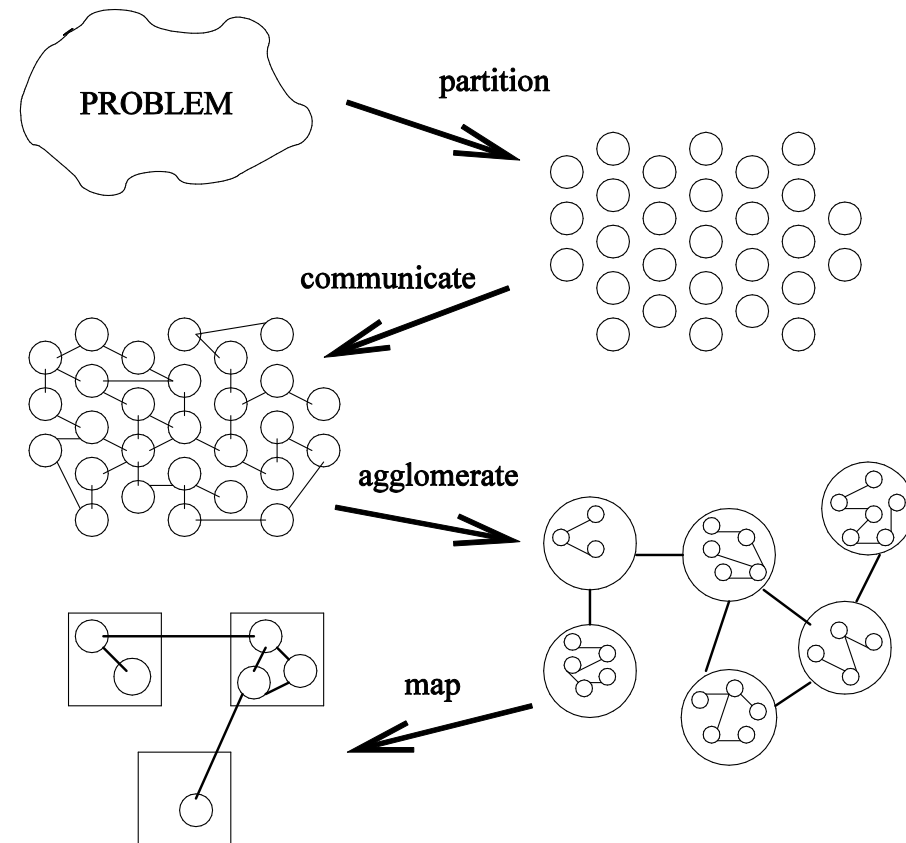 PROBLEM
partition
communicate
agglomerate
map